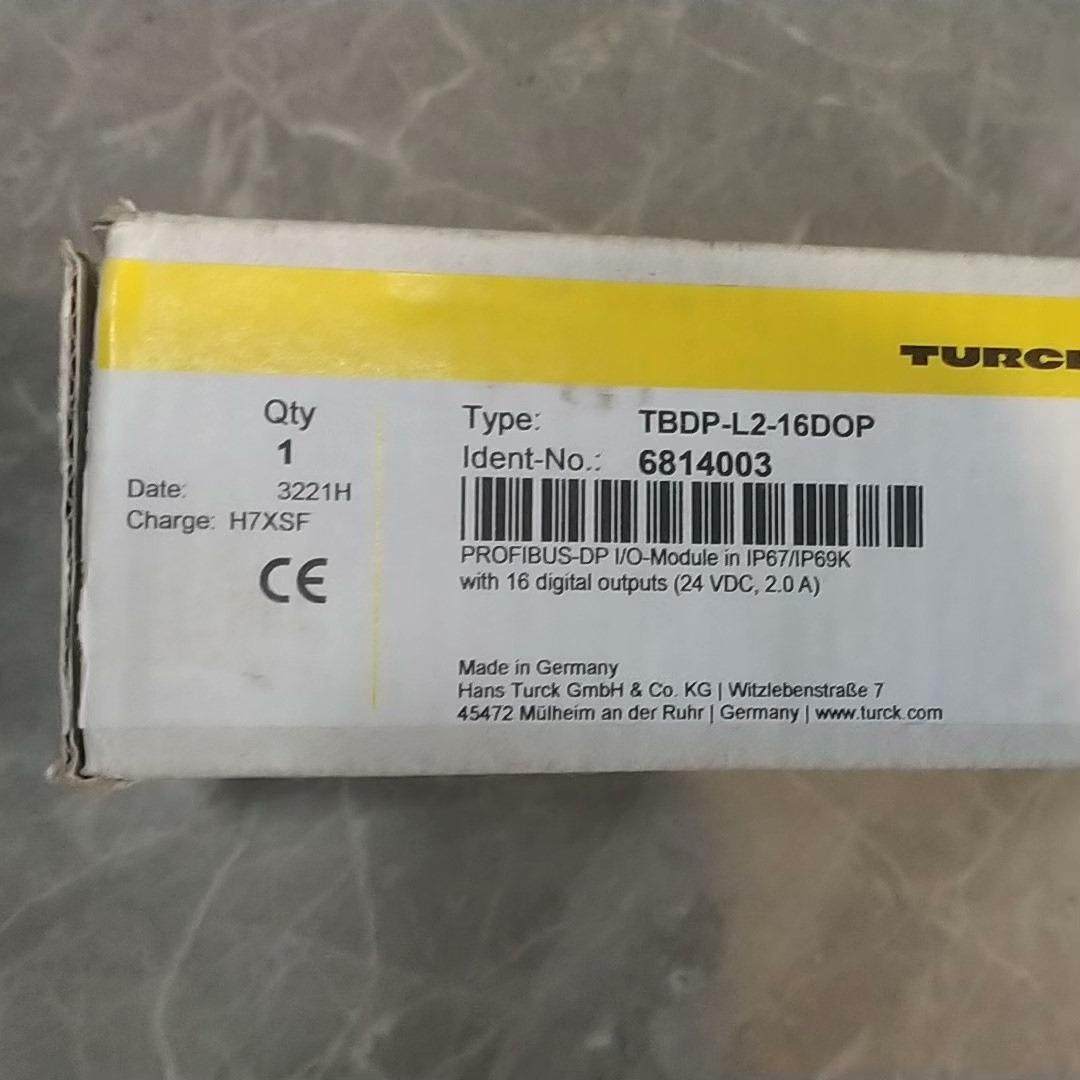 TURCK
Qty
1
Date: 3221H
Charge: H7XSF
CE
Type: TBDP-L2-16DOP
Ident-No.: 6814003
PROFIBUS-DP I/O-Module in IP67/IP69K
with 16 digital outputs (24 VDC, 2.0 A)
Made in Germany
Hans Turck GmbH & Co. KG | Witzlebenstraße 7
45472 Mülheim an der Ruhr | Germany | www.turck.com